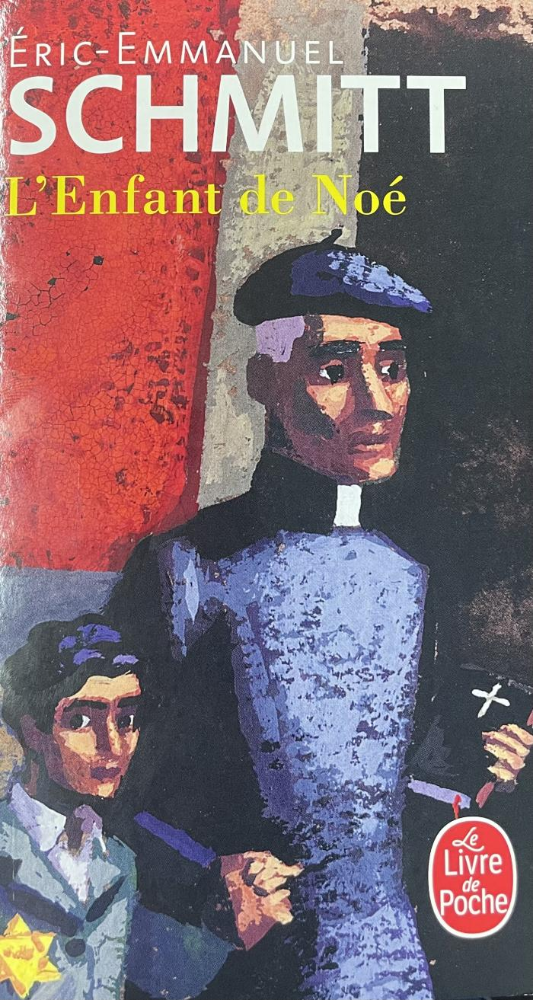 Éric-Emmanuel
SCHMITT
L'Enfant de Noé
Le
Livre
de
Poche